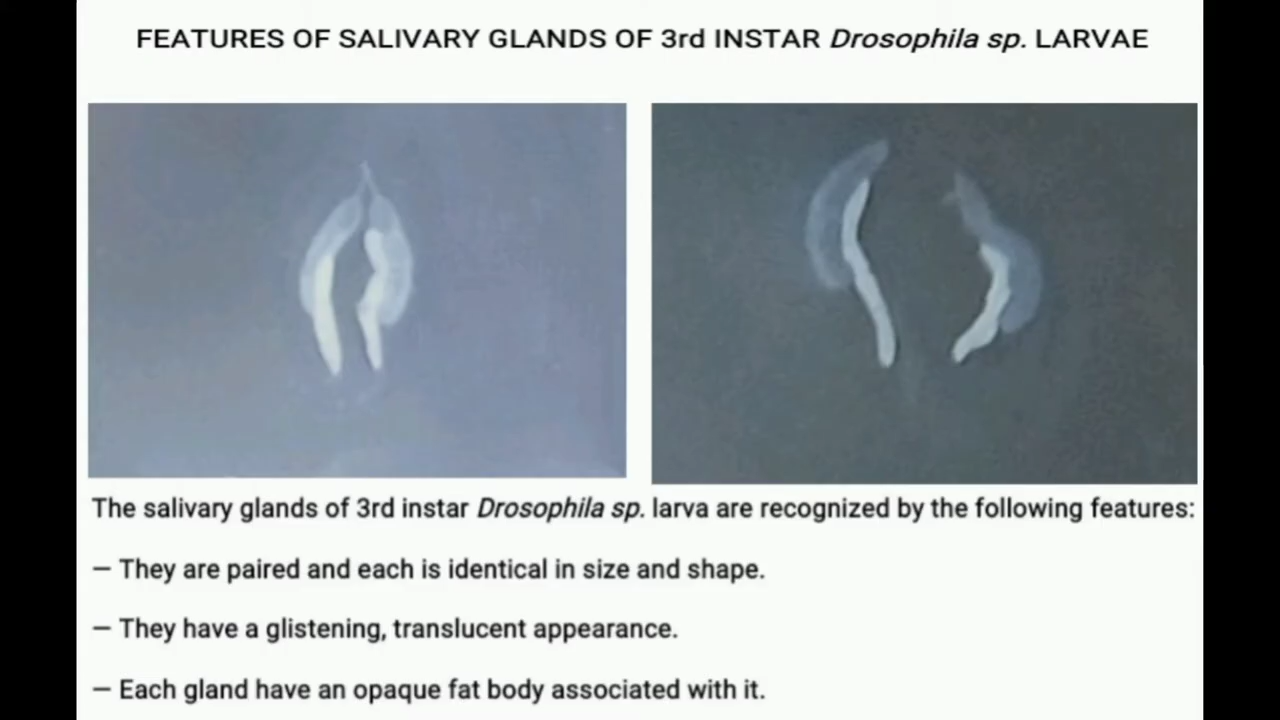 FEATURES OF SALIVARY GLANDS OF 3rd INSTAR Drosophila sp. LARVAE
The salivary glands of 3rd instar Drosophila sp. larva are recognized by the following features:
— They are paired and each is identical in size and shape.
— They have a glistening, translucent appearance.
— Each gland have an opaque fat body associated with it.